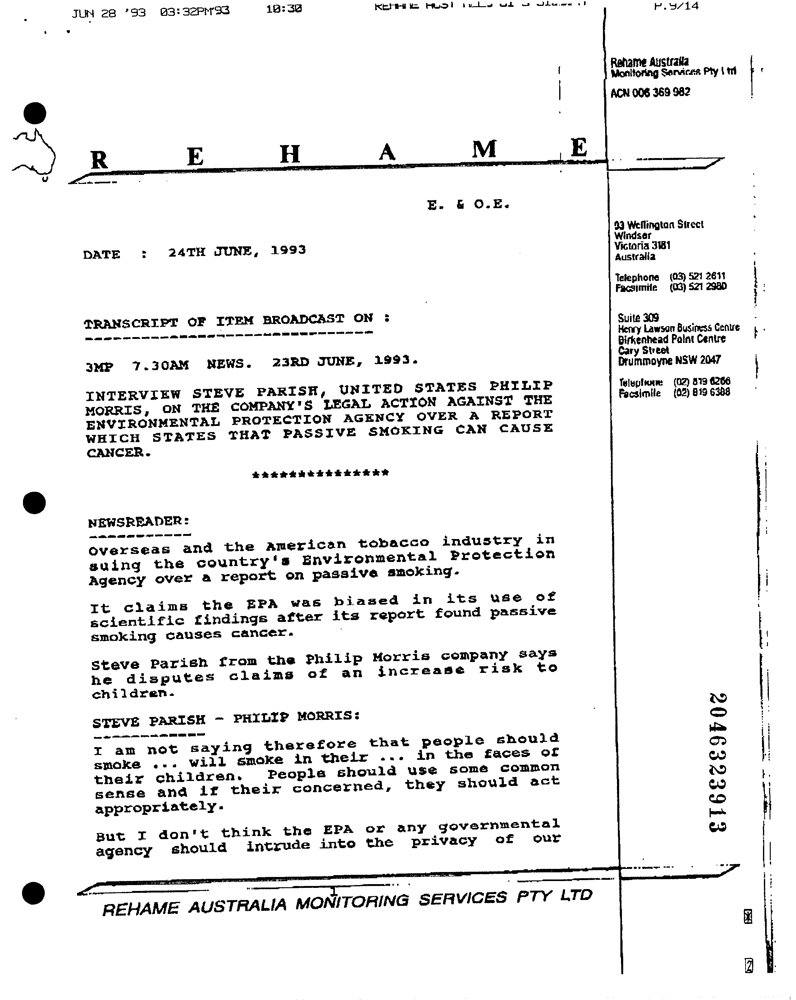 JUN 28 '93 03:32PM'93 10:30 P.9/14
Rehame Australia
Monitoring Services Pty Ltd
ACN 006 369 982
R E H A M E
E. & O.E.
93 Wellington Street
Windsor
Victoria 3181
Australia
Telephone (03) 521 2611
Facsimile (03) 521 2980
Suite 309
Henry Lawson Business Centre
Birkenhead Point Centre
Cary Street
Drummoyne NSW 2047
Telephone (02) 819 6266
Facsimile (02) 819 6388
DATE : 24TH JUNE, 1993
TRANSCRIPT OF ITEM BROADCAST ON :
---------------------------------
3MP 7.30AM NEWS. 23RD JUNE, 1993.
INTERVIEW STEVE PARISH, UNITED STATES PHILIP
MORRIS, ON THE COMPANY'S LEGAL ACTION AGAINST THE
ENVIRONMENTAL PROTECTION AGENCY OVER A REPORT
WHICH STATES THAT PASSIVE SMOKING CAN CAUSE
CANCER.
***************
NEWSREADER:
-----------
Overseas and the American tobacco industry in
suing the country's Environmental Protection
Agency over a report on passive smoking.
It claims the EPA was biased in its use of
scientific findings after its report found passive
smoking causes cancer.
Steve Parish from the Philip Morris company says
he disputes claims of an increase risk to
children.
STEVE PARISH - PHILIP MORRIS:
------------
I am not saying therefore that people should
smoke ... will smoke in their ... in the faces of
their children. People should use some common
sense and if their concerned, they should act
appropriately.
But I don't think the EPA or any governmental
agency should intrude into the privacy of our
1
REHAME AUSTRALIA MONITORING SERVICES PTY LTD
2046323913
2